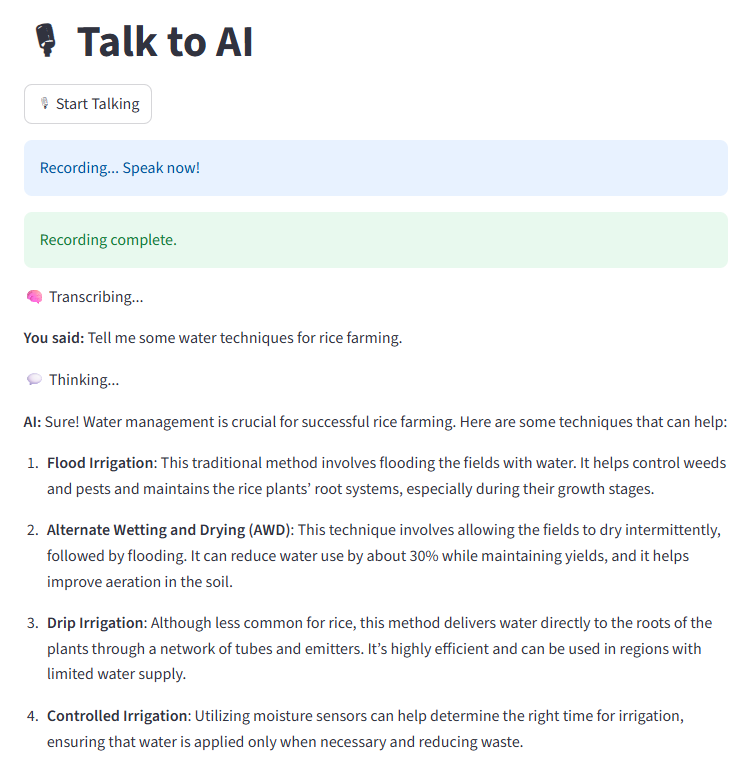 🎙️ Talk to AI
🎙️ Start Talking
Recording... Speak now!
Recording complete.
🧠 Transcribing...
You said: Tell me some water techniques for rice farming.
💬 Thinking...
AI: Sure! Water management is crucial for successful rice farming. Here are some techniques that can help:
1. Flood Irrigation: This traditional method involves flooding the fields with water. It helps control weeds
and pests and maintains the rice plants’ root systems, especially during their growth stages.
2. Alternate Wetting and Drying (AWD): This technique involves allowing the fields to dry intermittently,
followed by flooding. It can reduce water use by about 30% while maintaining yields, and it helps
improve aeration in the soil.
3. Drip Irrigation: Although less common for rice, this method delivers water directly to the roots of the
plants through a network of tubes and emitters. It’s highly efficient and can be used in regions with
limited water supply.
4. Controlled Irrigation: Utilizing moisture sensors can help determine the right time for irrigation,
ensuring that water is applied only when necessary and reducing waste.